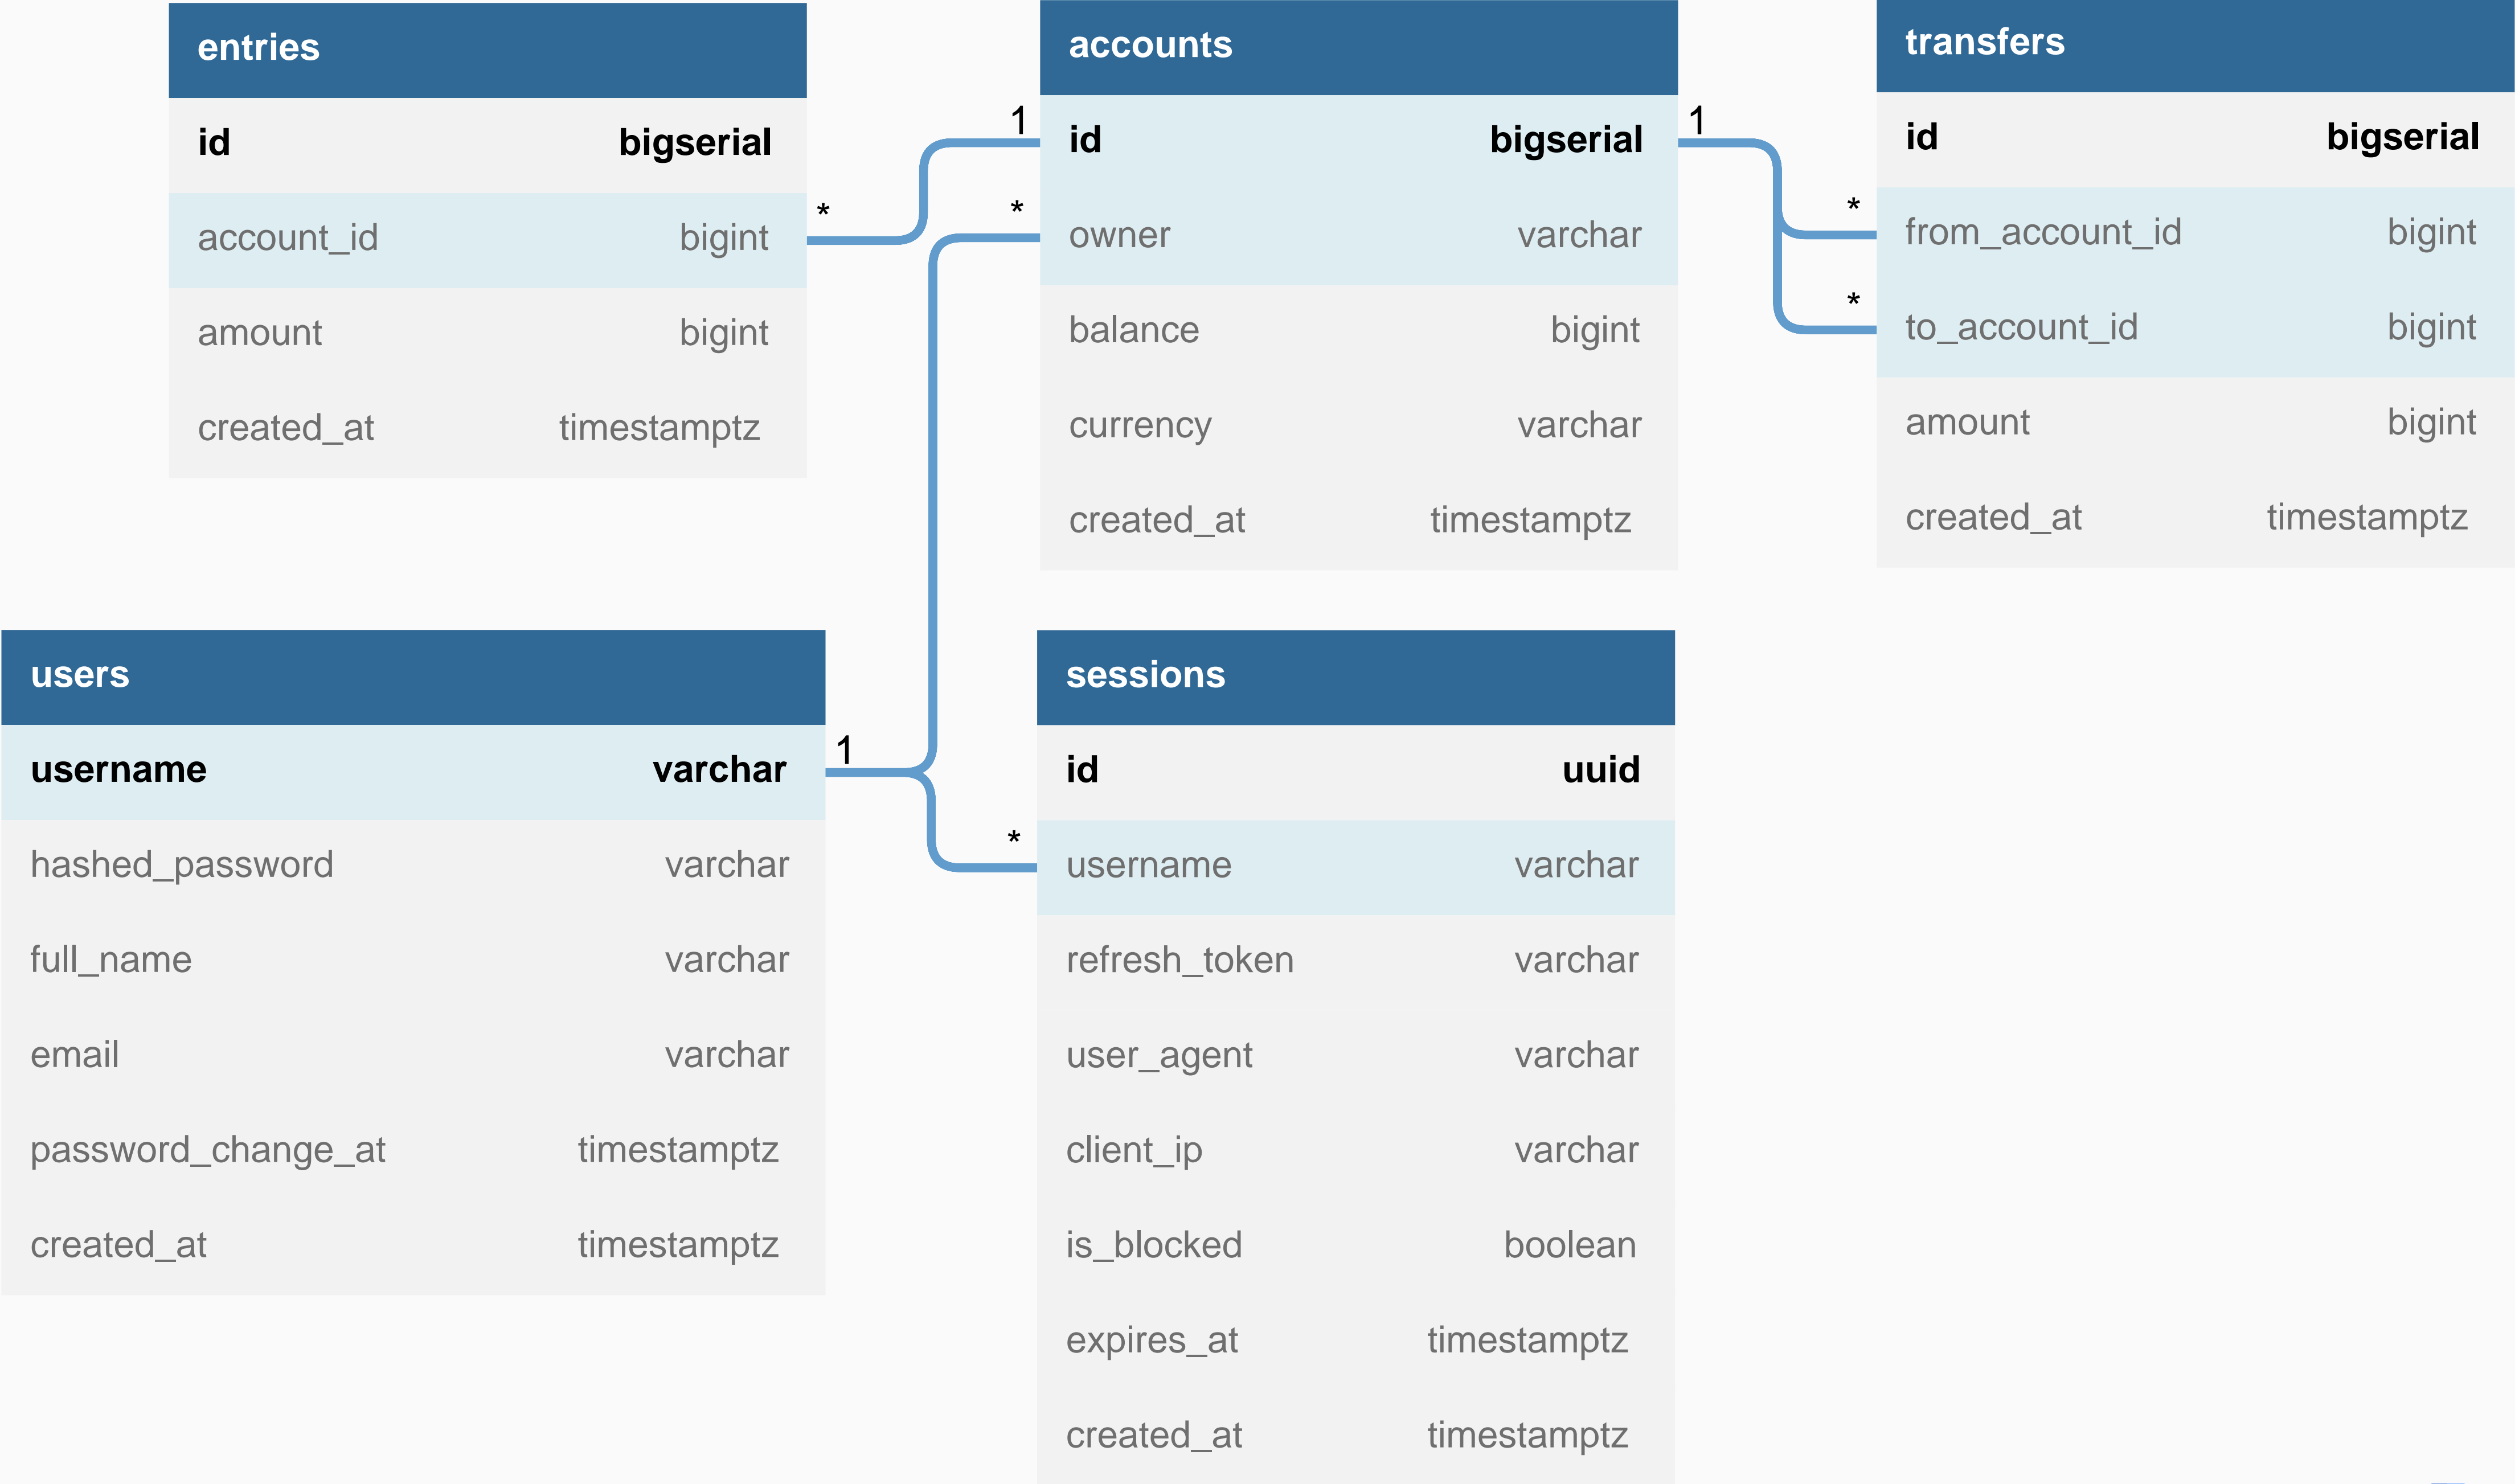 entries
id bigserial
account_id bigint
amount bigint
created_at timestamptz
1
*
*
accounts
id bigserial
owner varchar
balance bigint
currency varchar
created_at timestamptz
1
*
*
transfers
id bigserial
from_account_id bigint
to_account_id bigint
amount bigint
created_at timestamptz
users
username varchar
hashed_password varchar
full_name varchar
email varchar
password_change_at timestamptz
created_at timestamptz
1
*
sessions
id uuid
username varchar
refresh_token varchar
user_agent varchar
client_ip varchar
is_blocked boolean
expires_at timestamptz
created_at timestamptz